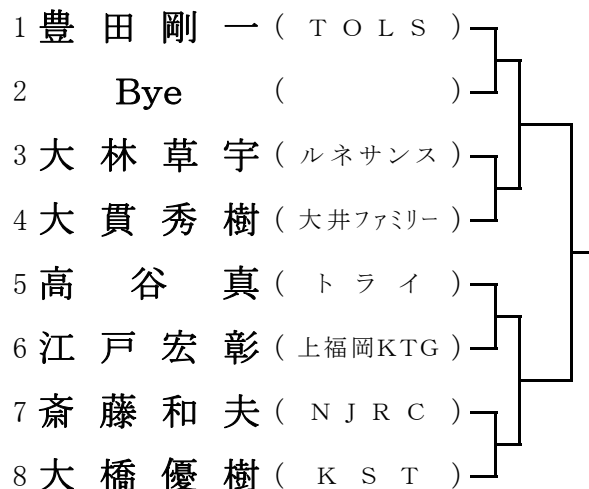 1 豊田剛一 ( TOLS )
2 Bye ( )
3 大林草宇 ( ルネサンス )
4 大貫秀樹 ( 大井ファミリー )
5 高谷真 ( トライ )
6 江戸宏彰 ( 上福岡KTG )
7 斎藤和夫 ( NJRC )
8 大橋優樹 ( KST )